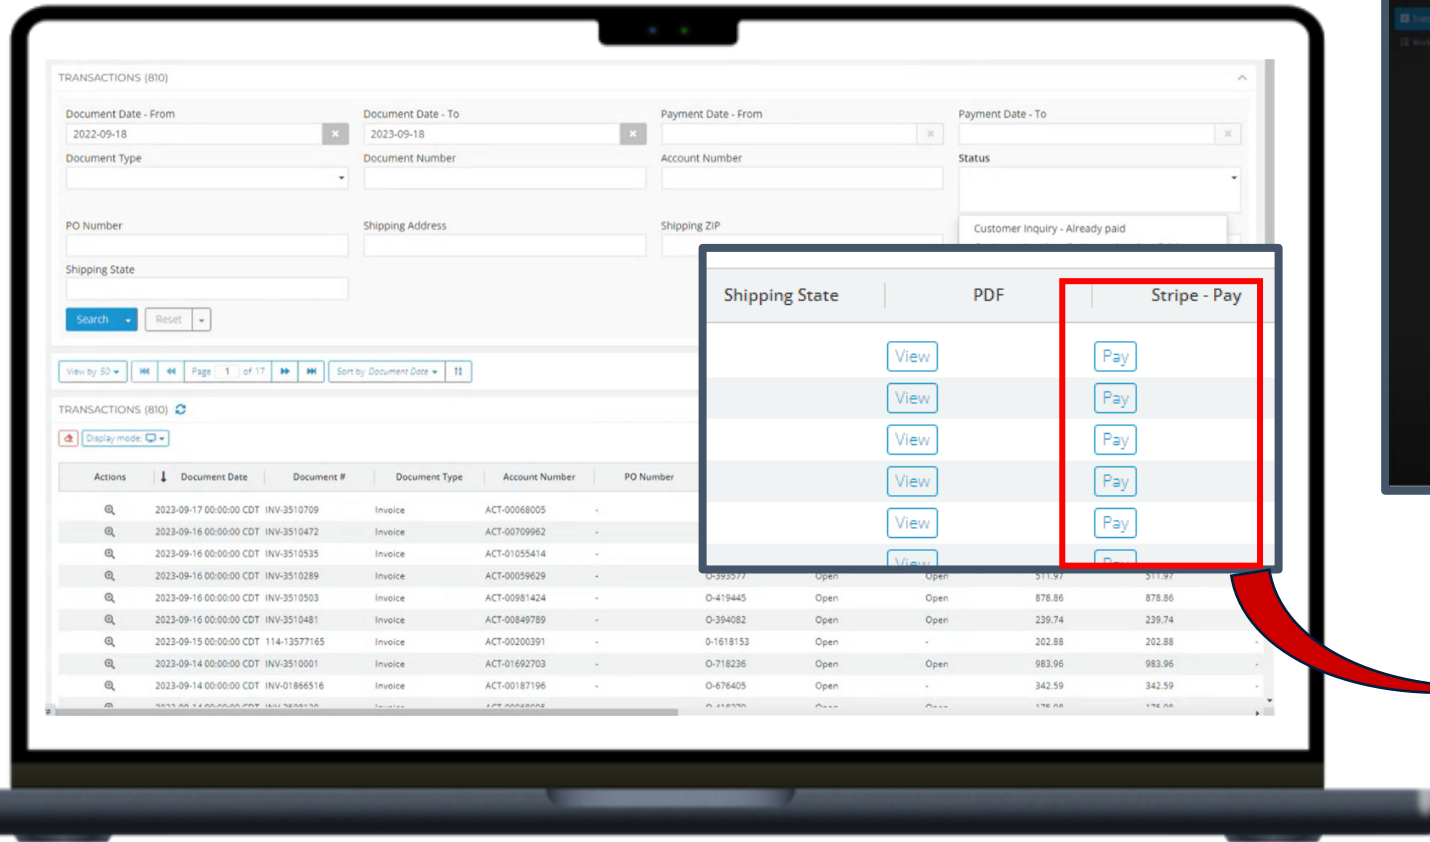 TRANSACTIONS (810)
Document Date - From Document Date - To Payment Date - From Payment Date - To
2022-09-18 2023-09-18
Document Type Document Number Account Number Status
PO Number Shipping Address Shipping ZIP
Customer Inquiry - Already paid
Shipping State
Search Reset
View by 50 Page 1 of 17 Sort by Document Date
TRANSACTIONS (810)
Display mode:
Actions Document Date Document # Document Type Account Number PO Number
Shipping State PDF Stripe - Pay
View Pay
View Pay
View Pay
View Pay
View Pay
View Pay
2023-09-17 00:00:00 CDT INV-3510709 Invoice ACT-00068005 -
2023-09-16 00:00:00 CDT INV-3510472 Invoice ACT-00709962 -
2023-09-16 00:00:00 CDT INV-3510535 Invoice ACT-01055414 -
2023-09-16 00:00:00 CDT INV-3510289 Invoice ACT-00059629 - O-393577 Open Open 511.97 511.97
2023-09-16 00:00:00 CDT INV-3510503 Invoice ACT-00981424 - O-419445 Open Open 878.86 878.86
2023-09-16 00:00:00 CDT INV-3510481 Invoice ACT-00849789 - O-394082 Open Open 239.74 239.74
2023-09-15 00:00:00 CDT 114-13577165 Invoice ACT-00200391 - 0-1618153 Open - 202.88 202.88 -
2023-09-14 00:00:00 CDT INV-3510001 Invoice ACT-01692703 - O-718236 Open Open 983.96 983.96 -
2023-09-14 00:00:00 CDT INV-01866516 Invoice ACT-00187196 - O-676405 Open - 342.59 342.59 -